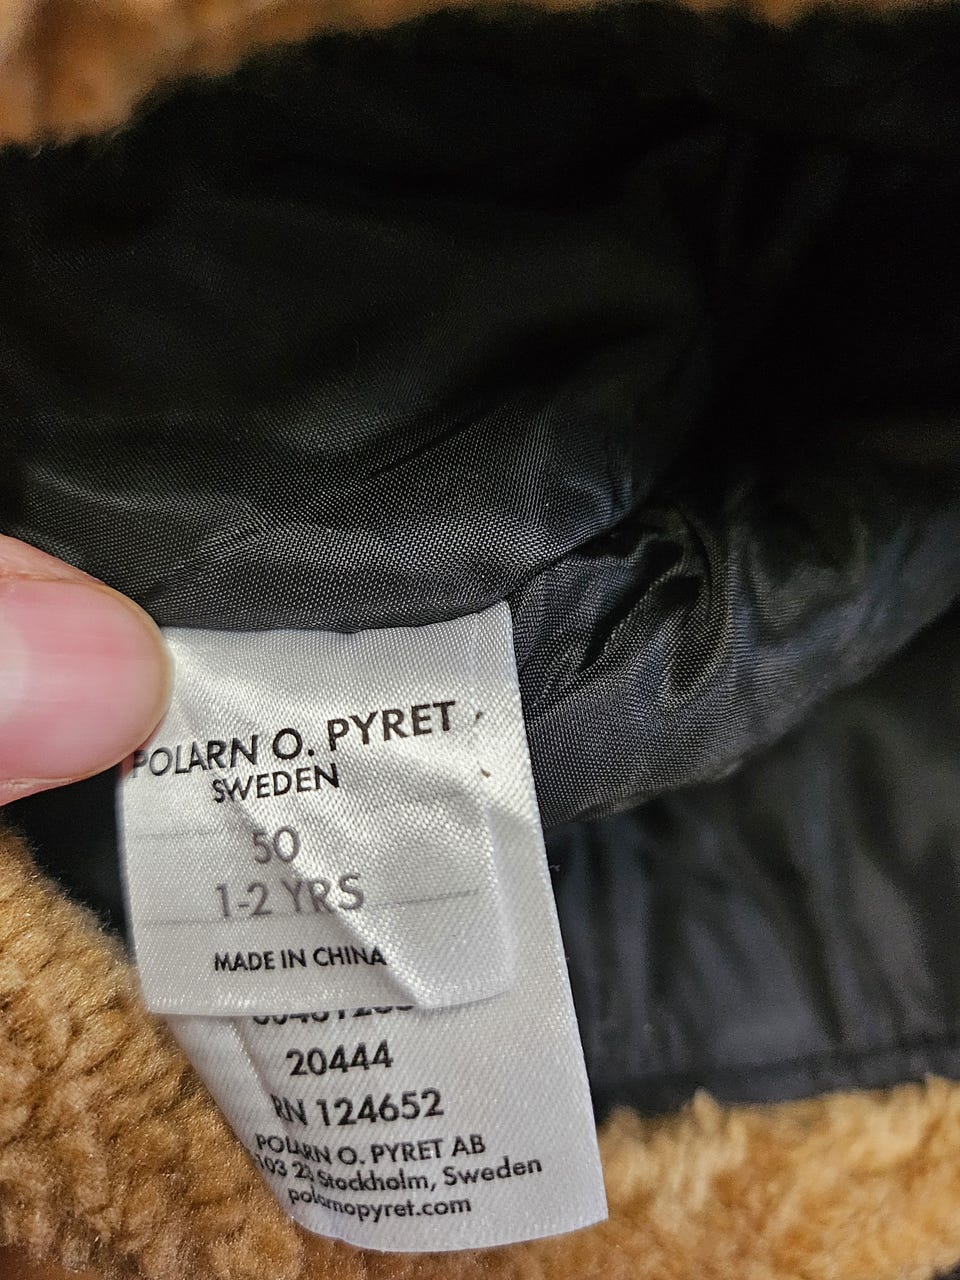 POLARN O. PYRET
SWEDEN
50
1-2 YRS
MADE IN CHINA
20444
RN 124652
POLARN O. PYRET AB
Stockholm, Sweden
polarnopyret.com